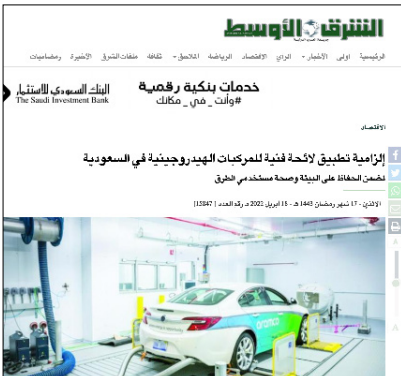 الشرق الأوسط
الرئيسية أولى الأخبار الرأي الاقتصاد الرياضة الملاحق ثقافة ملفات الشرق الأخيرة رمضانيات
خدمات بنكية رقمية
#وأنت_في_مكانك
البنك السعودي للاستثمار
The Saudi Investment Bank
الاقتصاد
إلزامية تطبيق لائحة فنية للمركبات الهيدروجينية في السعودية
تضمن الحفاظ على البيئة وصحة مستخدمي الطرق
الاثنين - 17 شهر رمضان 1443 هـ - 18 أبريل 2022 مـ رقم العدد [15847]
aramco